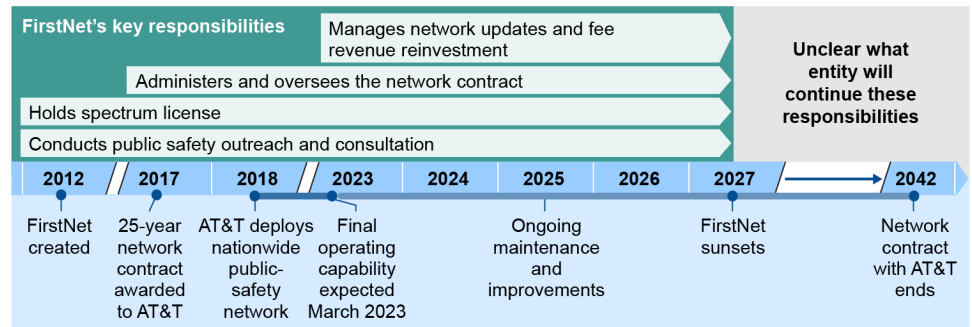 FirstNet's key responsibilities
Manages network updates and fee
revenue reinvestment
Administers and oversees the network contract
Holds spectrum license
Conducts public safety outreach and consultation
Unclear what
entity will
continue these
responsibilities
2012
2017
2018
2023
2024
2025
2026
2027
2042
FirstNet
created
25-year
network
contract
awarded
to AT&T
AT&T deploys
nationwide
public-
safety
network
Final
operating
capability
expected
March 2023
Ongoing
maintenance
and
improvements
FirstNet
sunsets
Network
contract
with AT&T
ends